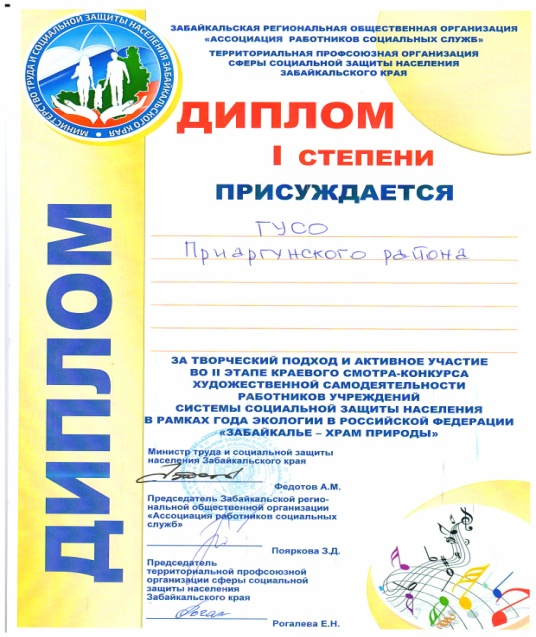 МИНИСТЕРСТВО ТРУДА И СОЦИАЛЬНОЙ ЗАЩИТЫ НАСЕЛЕНИЯ ЗАБАЙКАЛЬСКОГО КРАЯ
ЗАБАЙКАЛЬСКАЯ РЕГИОНАЛЬНАЯ ОБЩЕСТВЕННАЯ ОРГАНИЗАЦИЯ
«АССОЦИАЦИЯ РАБОТНИКОВ СОЦИАЛЬНЫХ СЛУЖБ»
ТЕРРИТОРИАЛЬНАЯ ПРОФСОЮЗНАЯ ОРГАНИЗАЦИЯ
СФЕРЫ СОЦИАЛЬНОЙ ЗАЩИТЫ НАСЕЛЕНИЯ
ЗАБАЙКАЛЬСКОГО КРАЯ
ДИПЛОМ
I СТЕПЕНИ
ПРИСУЖДАЕТСЯ
ГУСО
Приаргунского района
ДИПЛОМ
ЗА ТВОРЧЕСКИЙ ПОДХОД И АКТИВНОЕ УЧАСТИЕ
ВО II ЭТАПЕ КРАЕВОГО СМОТРА-КОНКУРСА
ХУДОЖЕСТВЕННОЙ САМОДЕЯТЕЛЬНОСТИ
РАБОТНИКОВ УЧРЕЖДЕНИЙ
СИСТЕМЫ СОЦИАЛЬНОЙ ЗАЩИТЫ НАСЕЛЕНИЯ
В РАМКАХ ГОДА ЭКОЛОГИИ В РОССИЙСКОЙ ФЕДЕРАЦИИ
«ЗАБАЙКАЛЬЕ – ХРАМ ПРИРОДЫ»
Министр труда и социальной защиты
населения Забайкальского края
Федотов А.М.
Председатель Забайкальской регио-
нальной общественной организации
«Ассоциация работников социальных
служб»
Пояркова З.Д.
Председатель
территориальной профсоюзной
организации сферы социальной
защиты населения
Забайкальского края
Рогалева Е.Н.